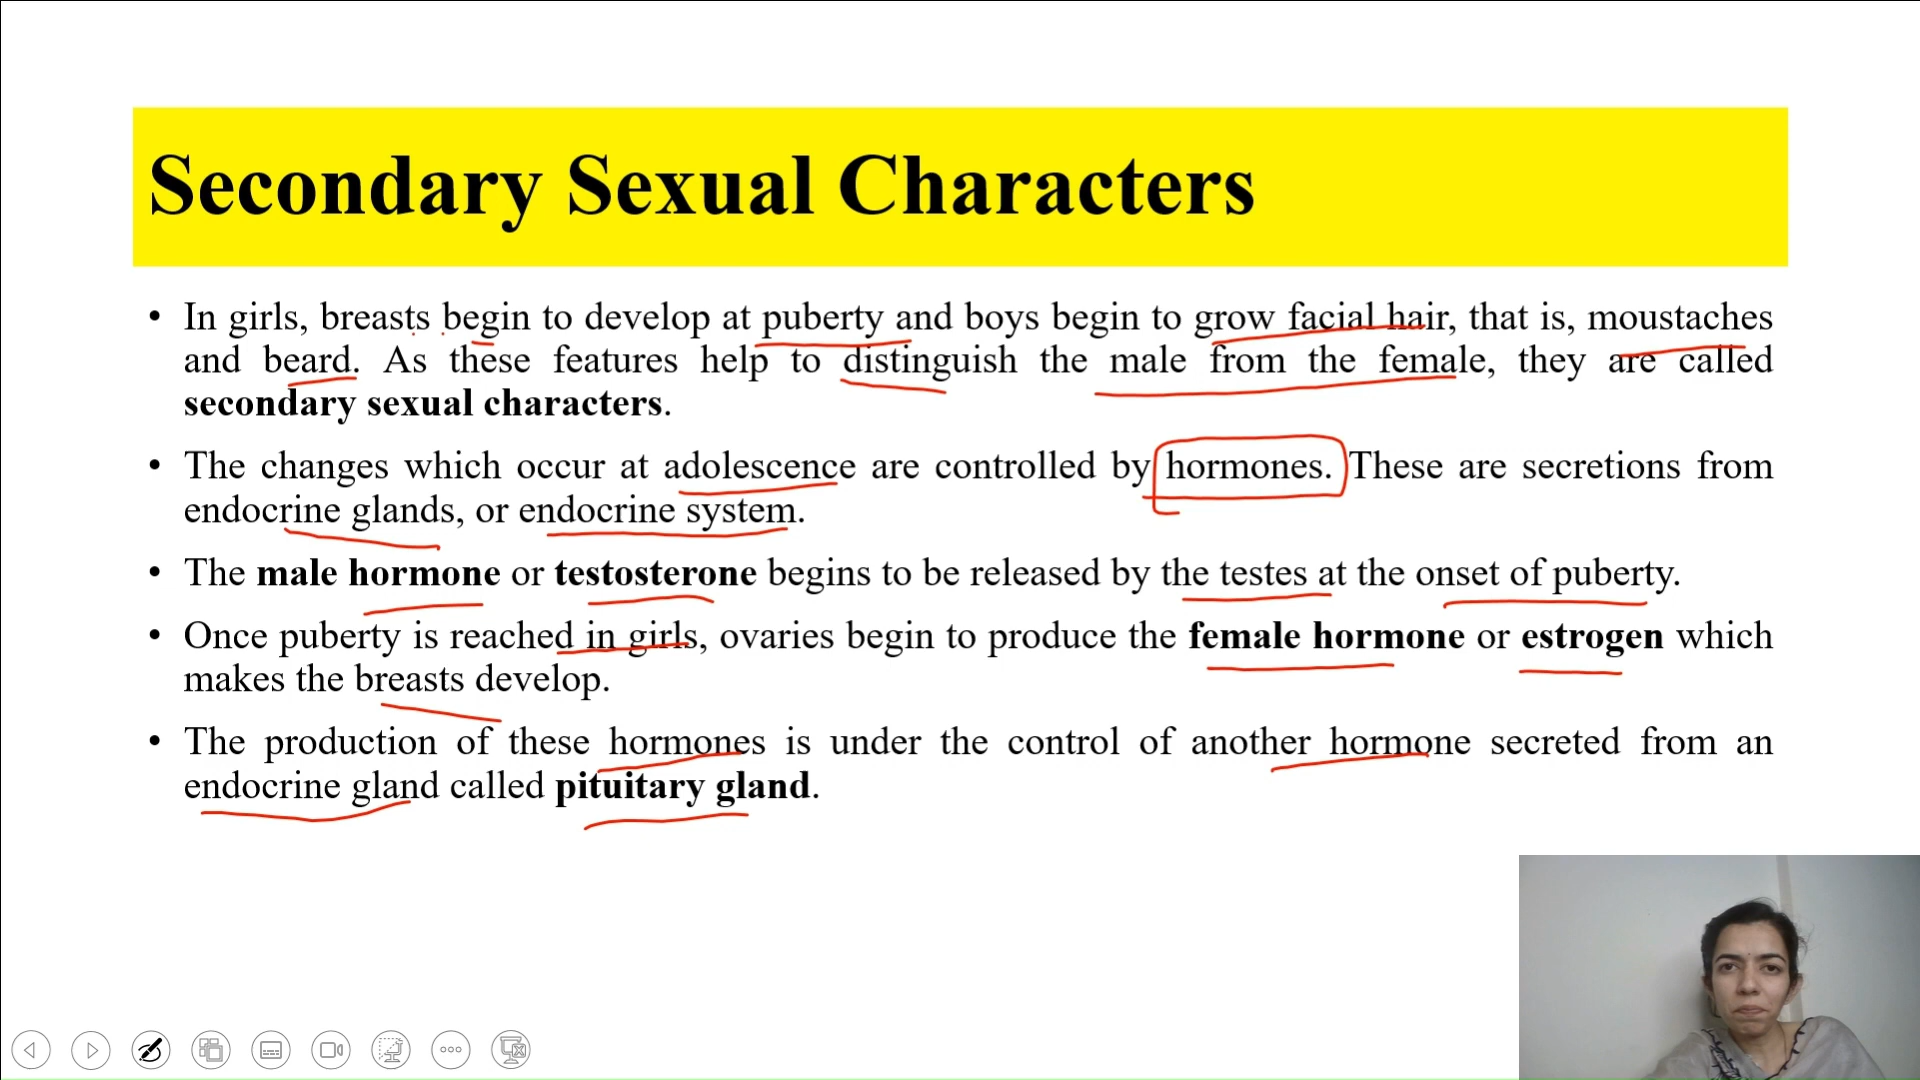 Secondary Sexual Characters
• In girls, breasts begin to develop at puberty and boys begin to grow facial hair, that is, moustaches
and beard. As these features help to distinguish the male from the female, they are called
secondary sexual characters.
• The changes which occur at adolescence are controlled by hormones. These are secretions from
endocrine glands, or endocrine system.
• The male hormone or testosterone begins to be released by the testes at the onset of puberty.
• Once puberty is reached in girls, ovaries begin to produce the female hormone or estrogen which
makes the breasts develop.
• The production of these hormones is under the control of another hormone secreted from an
endocrine gland called pituitary gland.